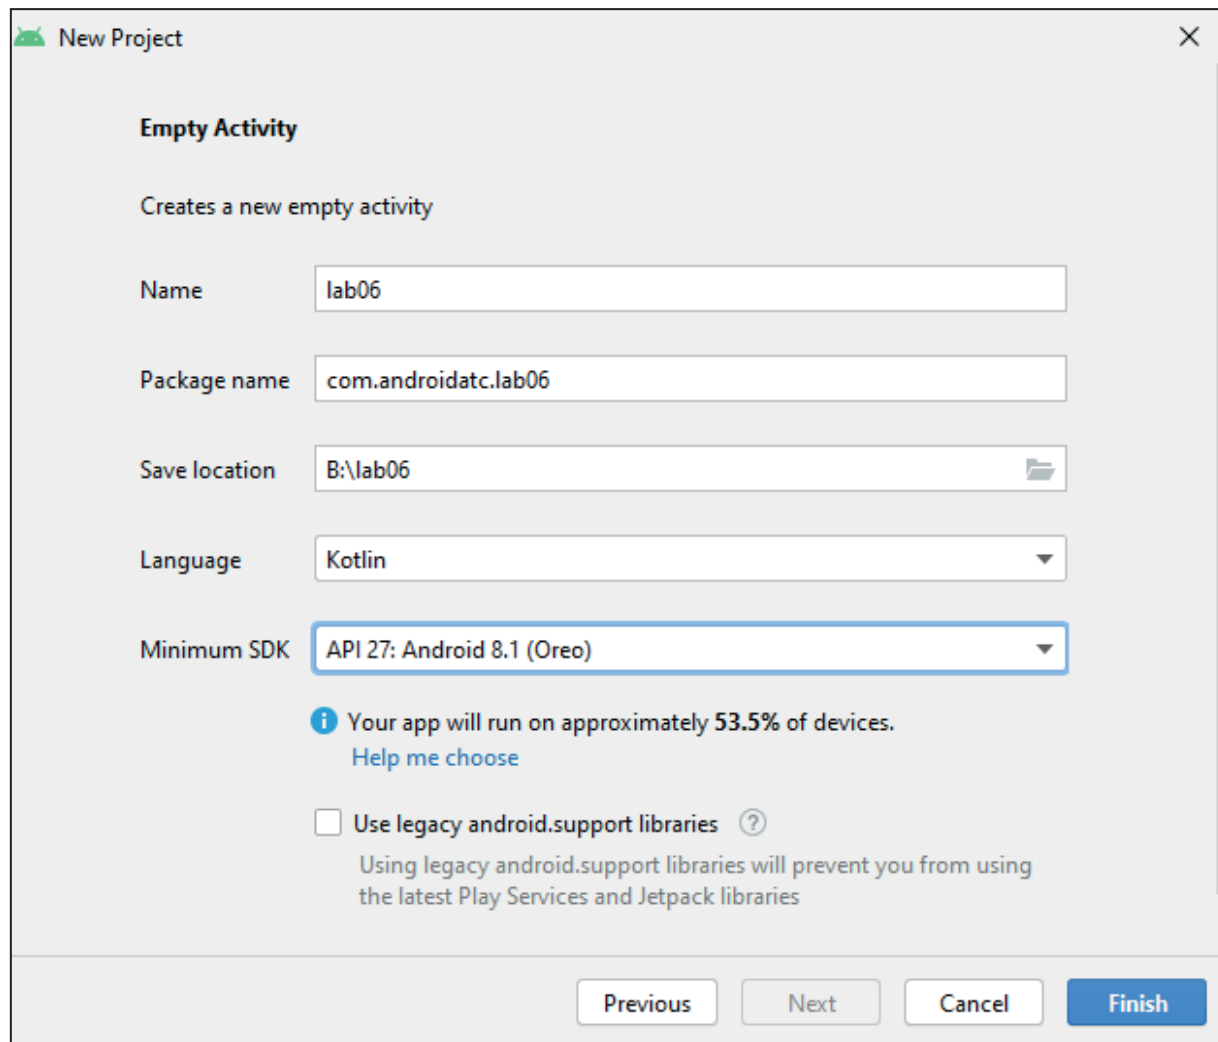 New Project
Empty Activity
Creates a new empty activity
Name lab06
Package name com.androidatc.lab06
Save location B:\lab06
Language Kotlin
Minimum SDK API 27: Android 8.1 (Oreo)
i Your app will run on approximately 53.5% of devices.
Help me choose
Use legacy android.support libraries ?
Using legacy android.support libraries will prevent you from using
the latest Play Services and Jetpack libraries
Previous Next Cancel Finish